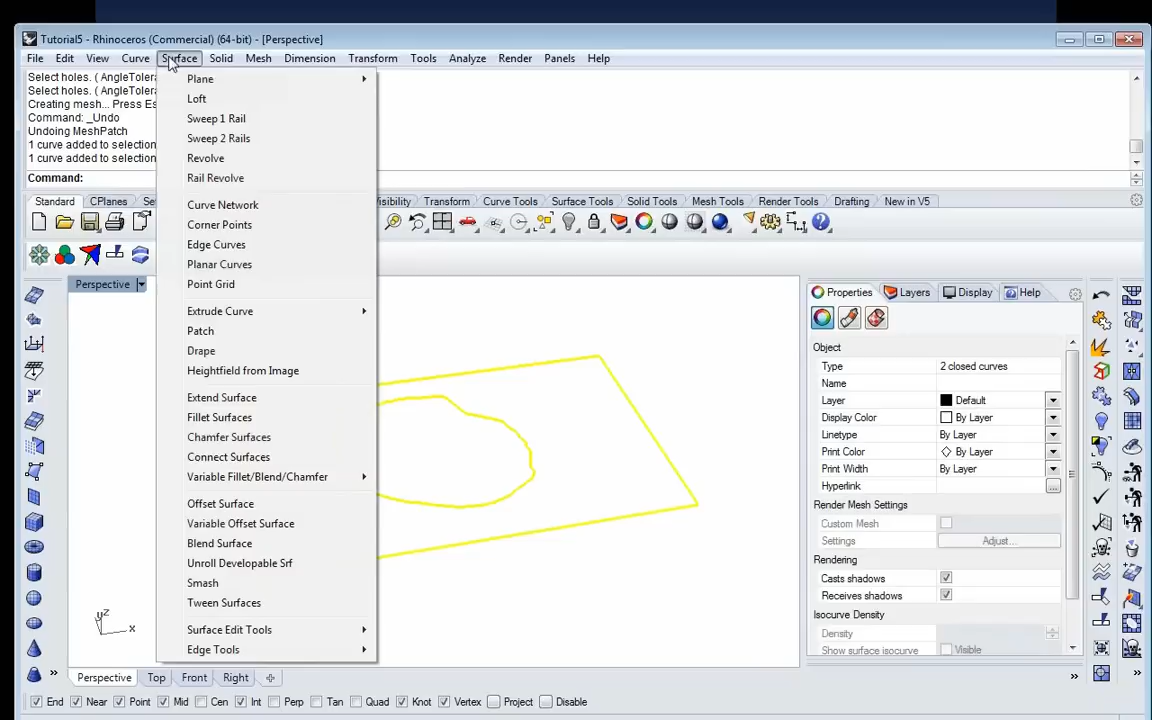 Tutorial5 - Rhinoceros (Commercial) (64-bit) - [Perspective]
File Edit View Curve Surface Solid Mesh Dimension Transform Tools Analyze Render Panels Help
Select holes. ( AngleTolera
Select holes. ( AngleTolera
Creating mesh... Press Es
Command: _Undo
Undoing MeshPatch
1 curve added to selection
1 curve added to selection
Command:
Plane
Loft
Sweep 1 Rail
Sweep 2 Rails
Revolve
Rail Revolve
Curve Network
Corner Points
Edge Curves
Planar Curves
Point Grid
Extrude Curve
Patch
Drape
Heightfield from Image
Extend Surface
Fillet Surfaces
Chamfer Surfaces
Connect Surfaces
Variable Fillet/Blend/Chamfer
Offset Surface
Variable Offset Surface
Blend Surface
Unroll Developable Srf
Smash
Tween Surfaces
Surface Edit Tools
Edge Tools
Standard CPlanes Se isibility Transform Curve Tools Surface Tools Solid Tools Mesh Tools Render Tools Drafting New in V5
Perspective
z
y
x
Properties Layers Display Help
Object
Type 2 closed curves
Name
Layer Default
Display Color By Layer
Linetype By Layer
Print Color By Layer
Print Width By Layer
Hyperlink ...
Render Mesh Settings
Custom Mesh
Settings Adjust...
Rendering
Casts shadows
Receives shadows
Isocurve Density
Density
Show surface isocurve Visible
Perspective Top Front Right
End Near Point Mid Cen Int Perp Tan Quad Knot Vertex Project Disable